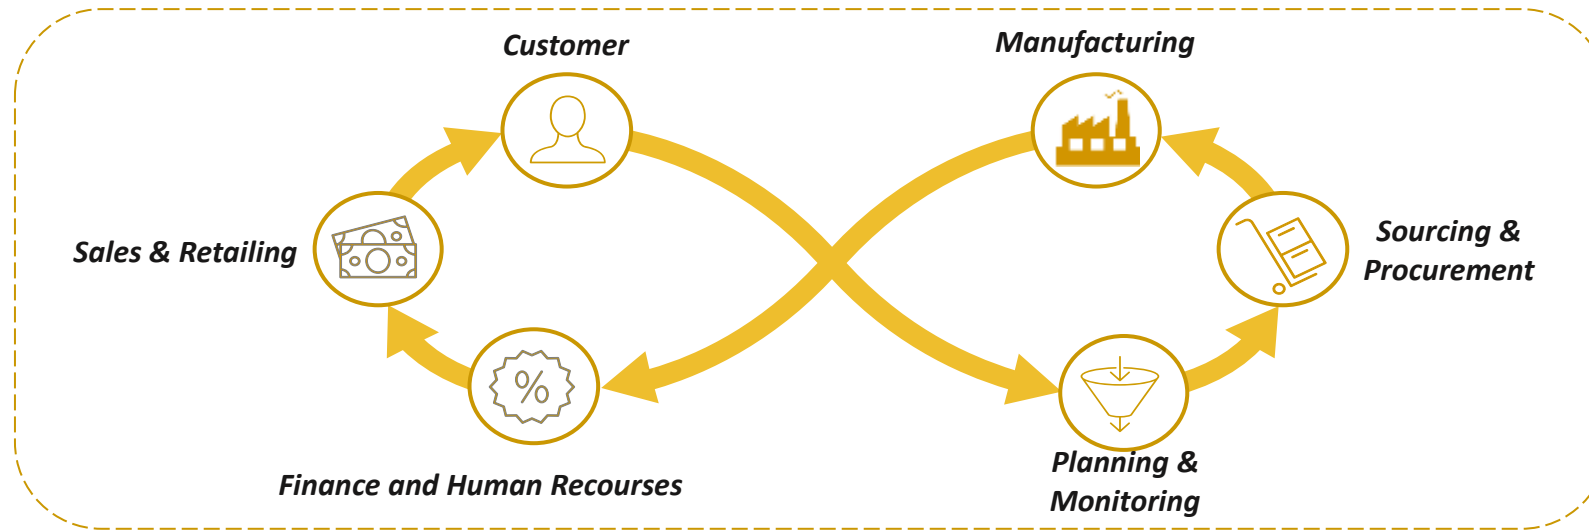 Customer
Manufacturing
Sales & Retailing
Sourcing &
Procurement
%
Finance and Human Recourses
Planning &
Monitoring